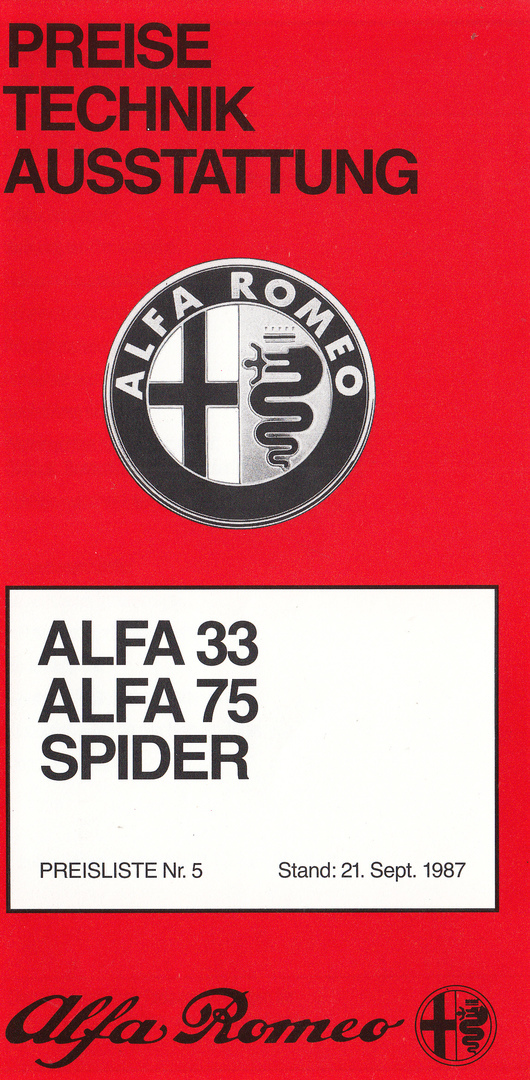 PREISE
TECHNIK
AUSSTATTUNG
ALFA ROMEO
ALFA 33
ALFA 75
SPIDER
PREISLISTE Nr. 5 Stand: 21. Sept. 1987
Alfa Romeo